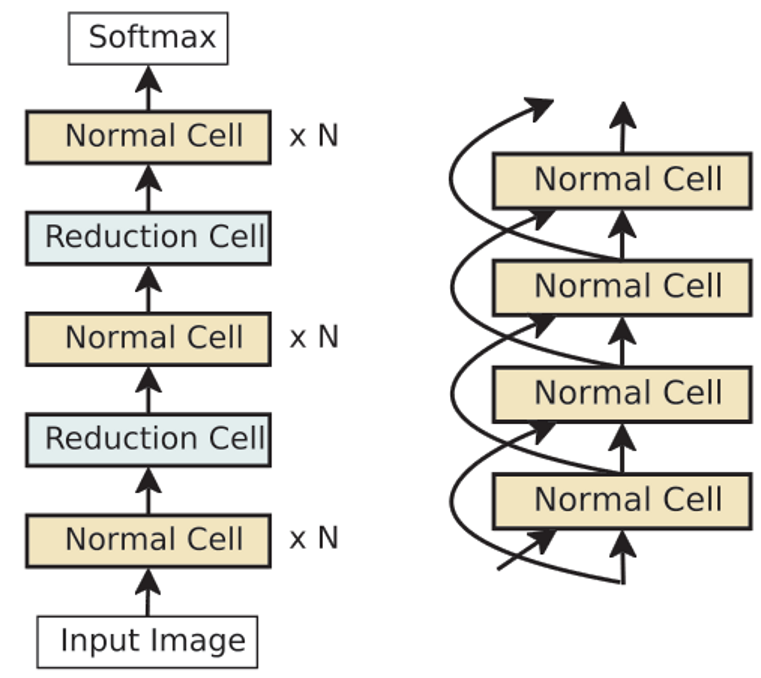 Softmax
Normal Cell x N
Reduction Cell
Normal Cell x N
Reduction Cell
Normal Cell x N
Input Image
Normal Cell
Normal Cell
Normal Cell
Normal Cell